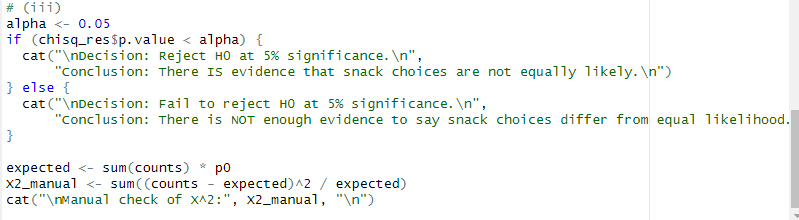 # (iii)
alpha <- 0.05
if (chisq_res$p.value < alpha) {
  cat("\nDecision: Reject H0 at 5% significance.\n",
      "Conclusion: There IS evidence that snack choices are not equally likely.\n")
} else {
  cat("\nDecision: Fail to reject H0 at 5% significance.\n",
      "Conclusion: There is NOT enough evidence to say snack choices differ from equal likelihood.
}

expected <- sum(counts) * p0
X2_manual <- sum((counts - expected)^2 / expected)
cat("\nManual check of X^2:", X2_manual, "\n")